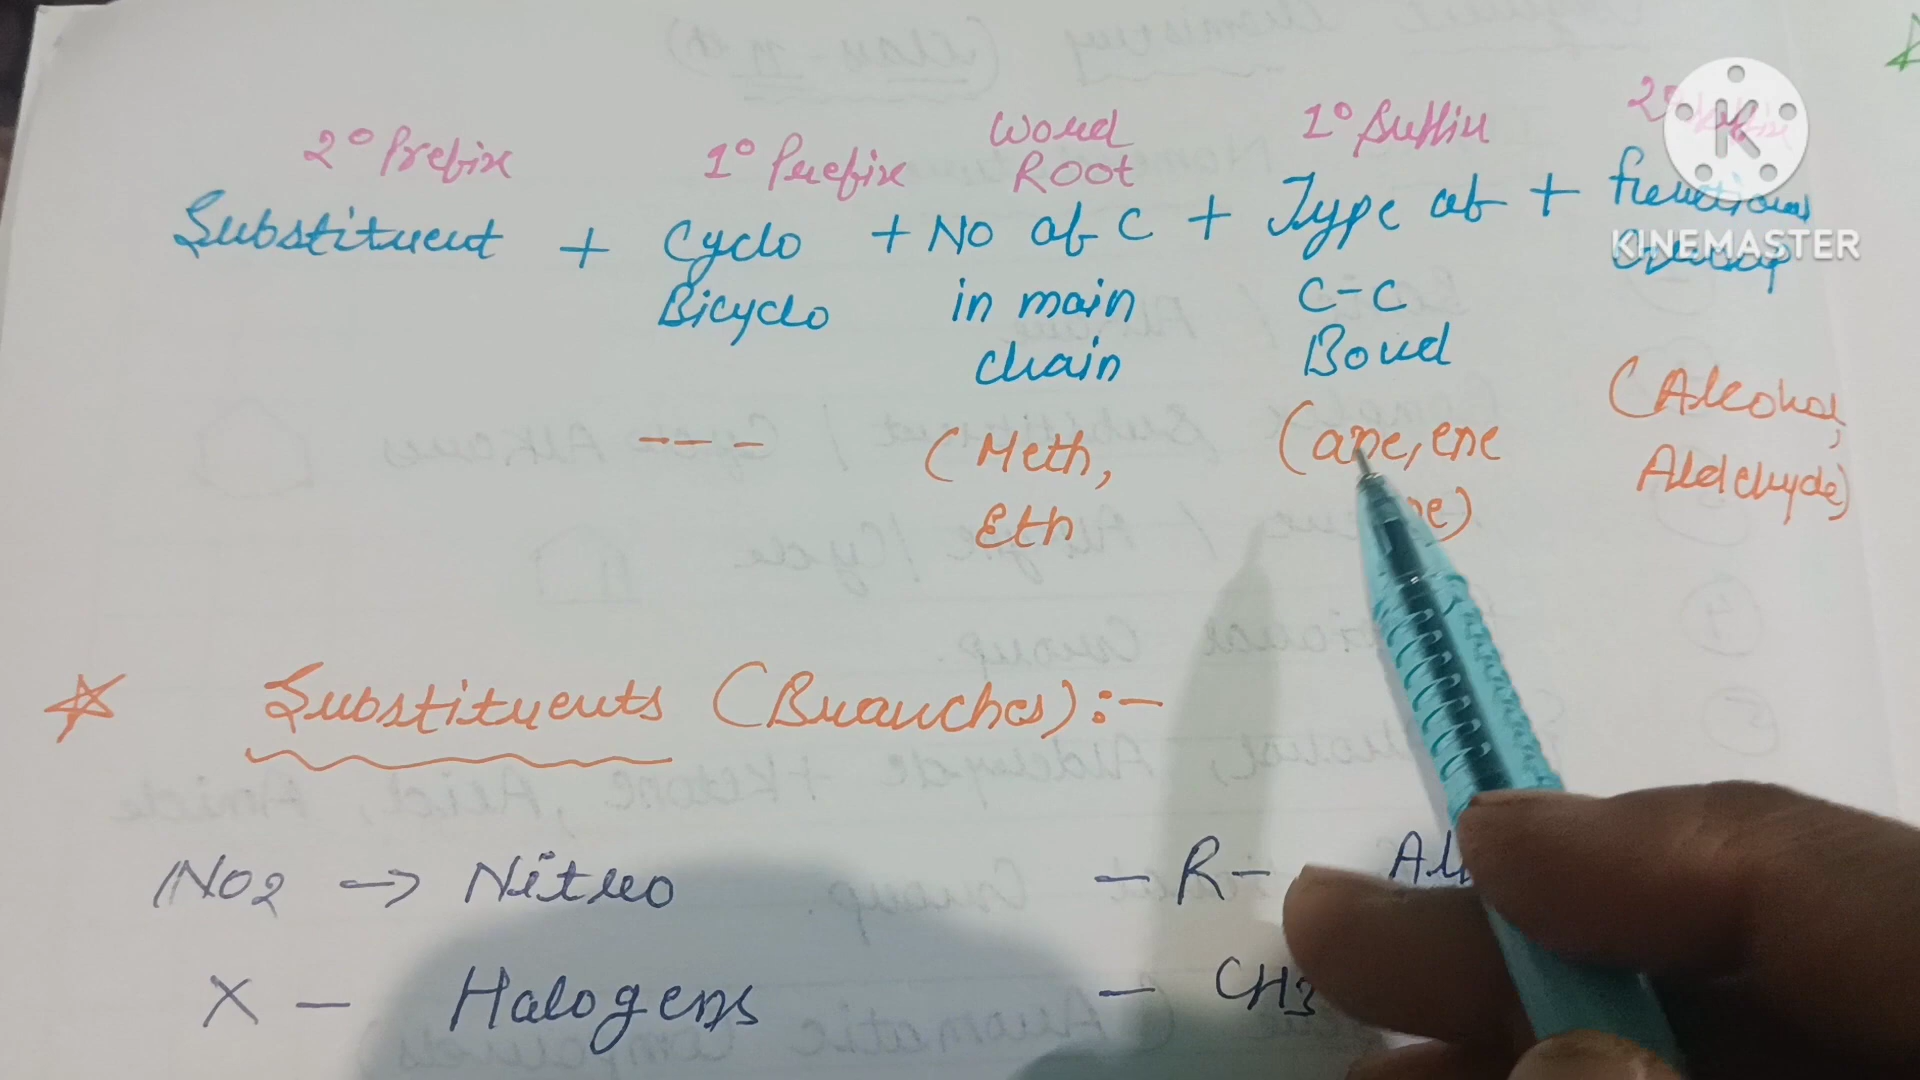 2° Prefix 1° Prefix Word Root 1° Suffix
Substituent + Cyclo + No of C + Type of + Functional
Bicyclo in main C-C Group
chain Bond
--- (Meth, (ane, ene (Alcohol,
Eth Aldehyde)
Substituents (Branches):-
NO2 → Nitro -R-
X - Halogens - CH3
KINEMASTER